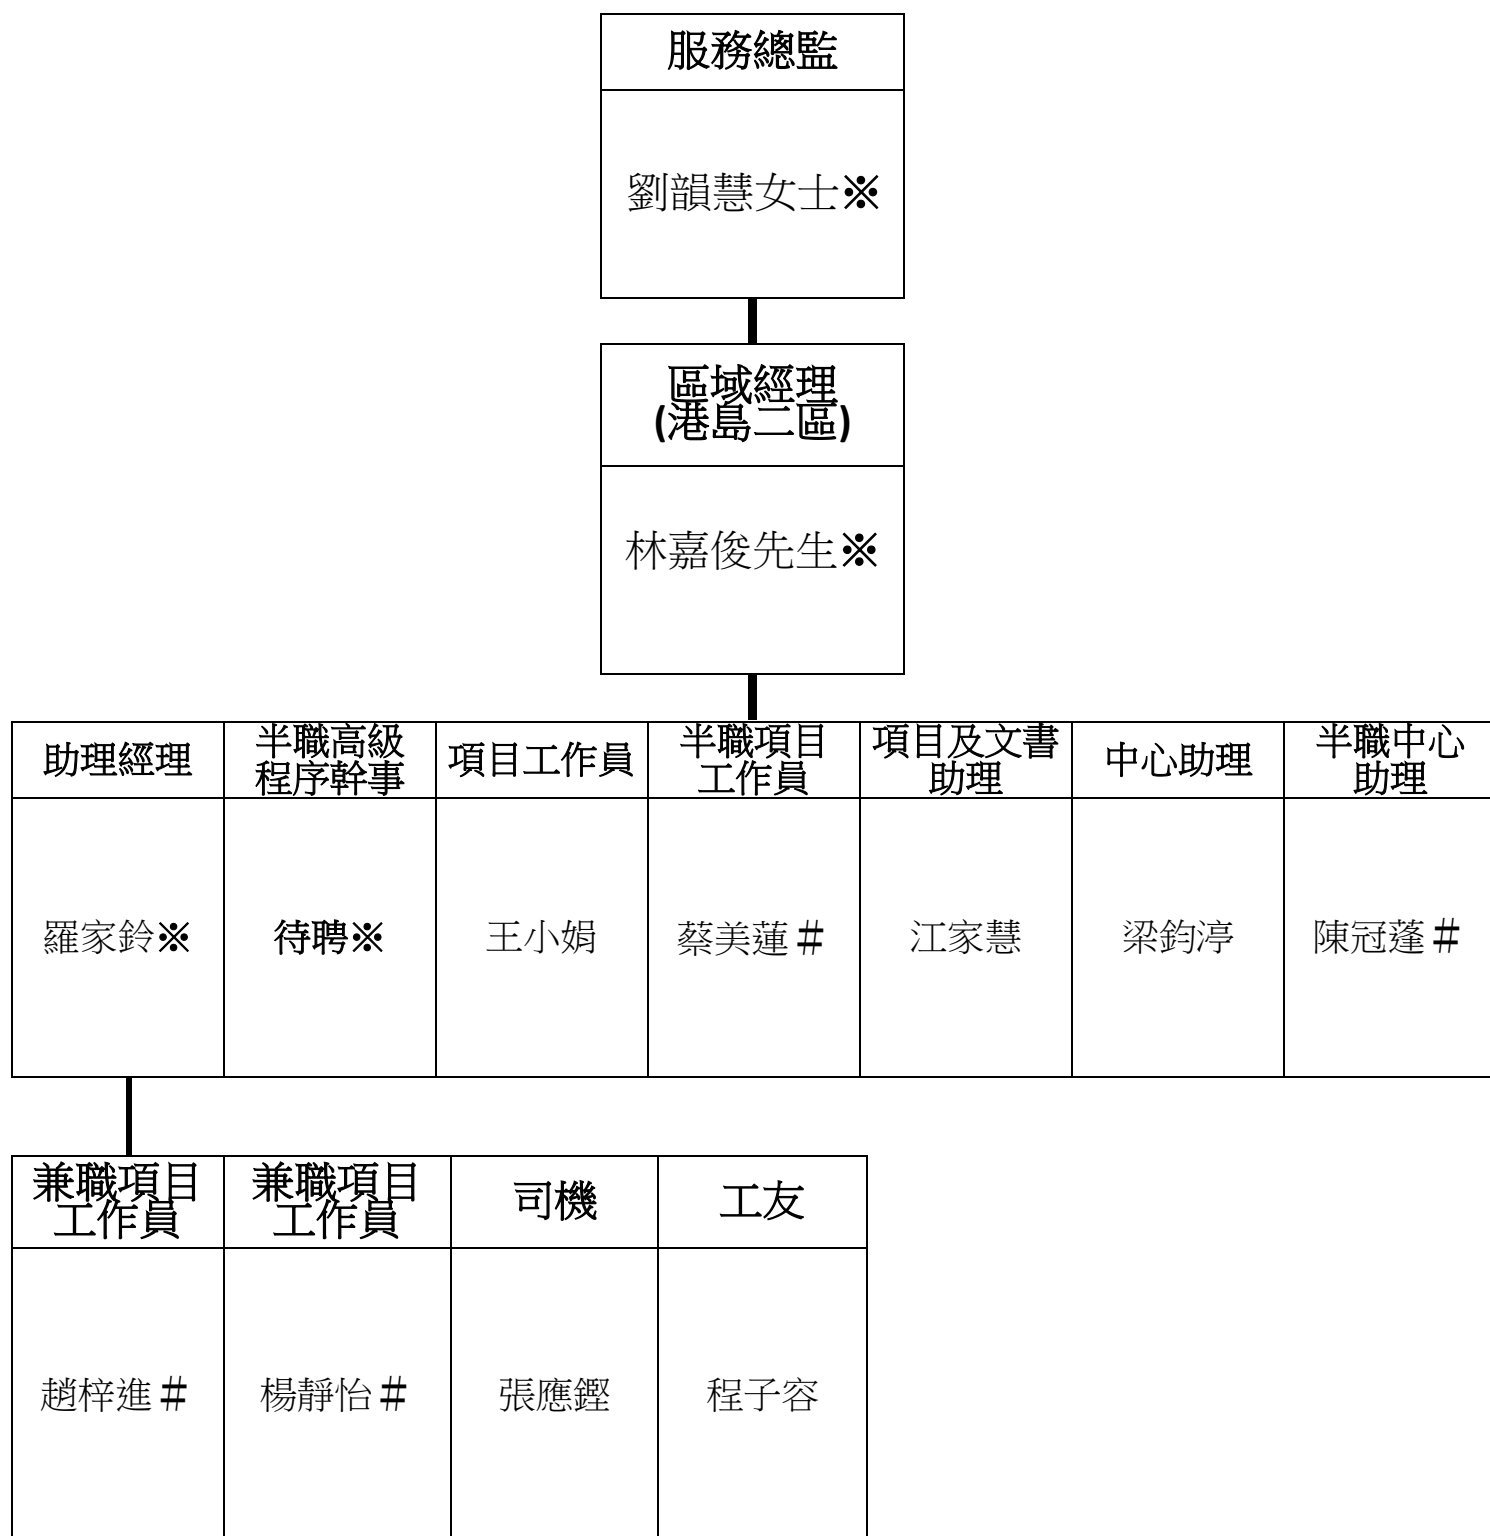 服務總監
劉韻慧女士※
區域經理
(港島二區)
林嘉俊先生※
助理經理
半職高級
程序幹事
項目工作員
半職項目
工作員
項目及文書
助理
中心助理
半職中心
助理
羅家鈴※
待聘※
王小娟
蔡美蓮#
江家慧
梁鈞渟
陳冠蓬#
兼職項目
工作員
兼職項目
工作員
司機
工友
趙梓進#
楊靜怡#
張應鏗
程子容